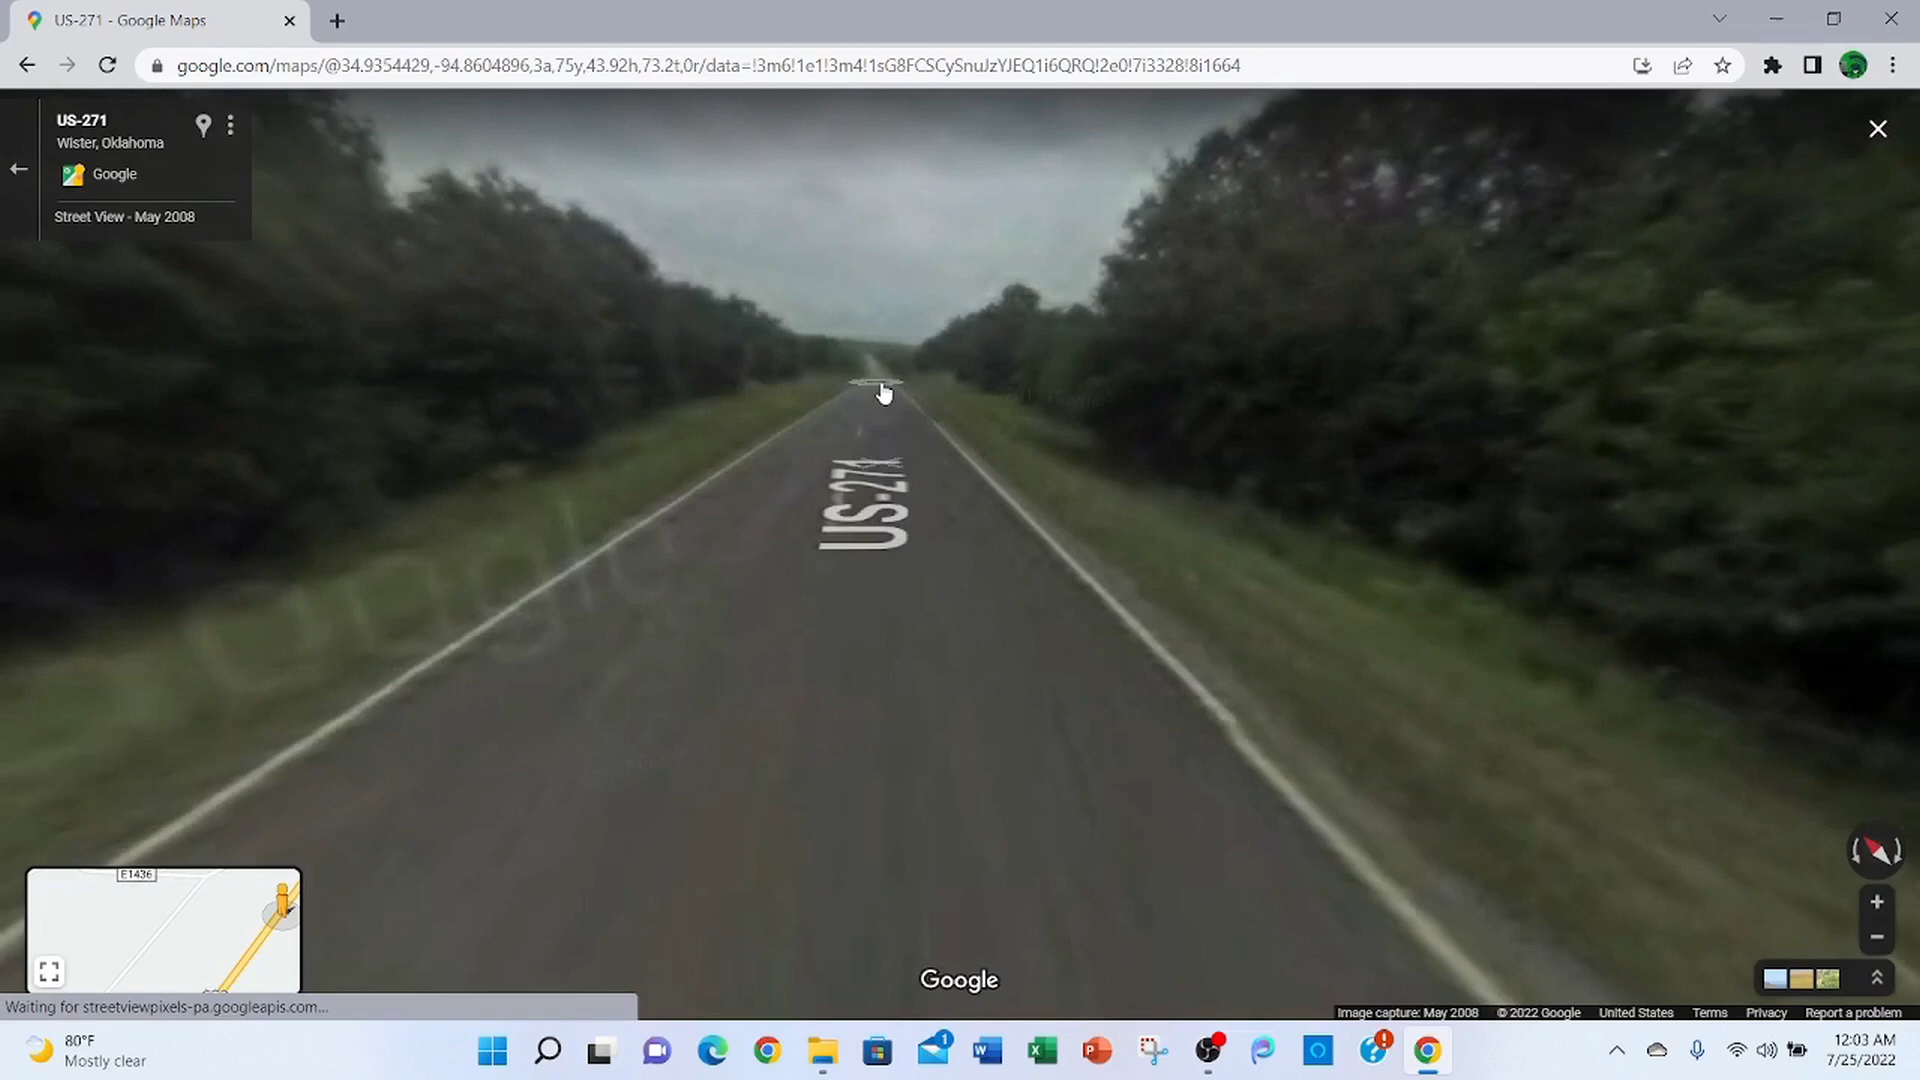 US-271 - Google Maps
google.com/maps/@34.9354429,-94.8604896,3a,75y,43.92h,73.2t,0r/data=!3m6!1e1!3m4!1sG8FCSCySnuJzYJEQ1i6QRQ!2e0!7i3328!8i1664
US-271
Wister, Oklahoma
Google
Street View - May 2008
US-271
E1436
Google
Waiting for streetviewpixels-pa.googleapis.com...
Image capture: May 2008 © 2022 Google United States Terms Privacy Report a problem
80°F
Mostly clear
1
12:03 AM
7/25/2022